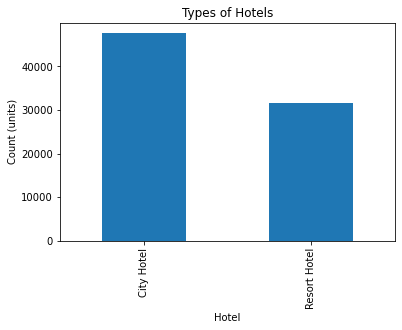 Types of Hotels
Count (units)
40000
30000
20000
10000
0
City Hotel
Resort Hotel
Hotel